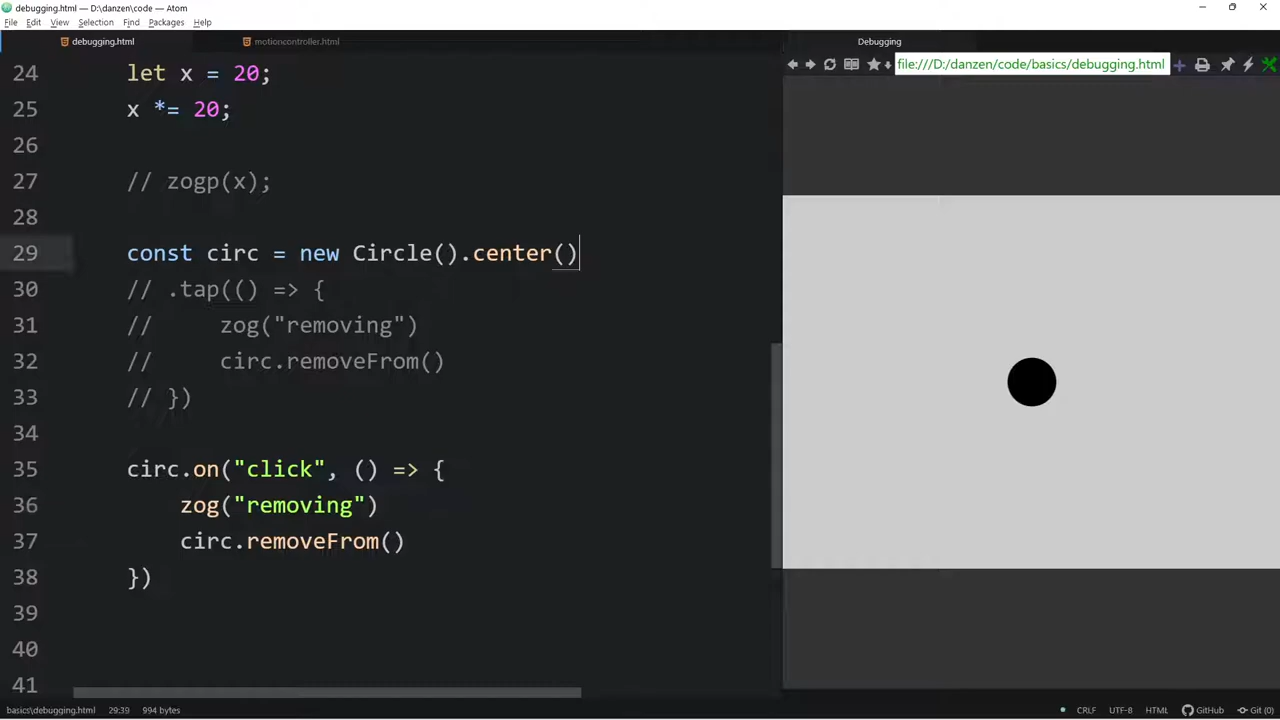 debugging.html — D:\danzen\code — Atom
File Edit View Selection Find Packages Help
debugging.html motioncontroller.html Debugging
file:///D:/danzen/code/basics/debugging.html
24 let x = 20;
25 x *= 20;
26
27 // zogp(x);
28
29 const circ = new Circle().center()
30 // .tap(() => {
31 // zog("removing")
32 // circ.removeFrom()
33 // })
34
35 circ.on("click", () => {
36 zog("removing")
37 circ.removeFrom()
38 })
39
40
41
basics\debugging.html 29:39 994 bytes CRLF UTF-8 HTML GitHub Git (0)